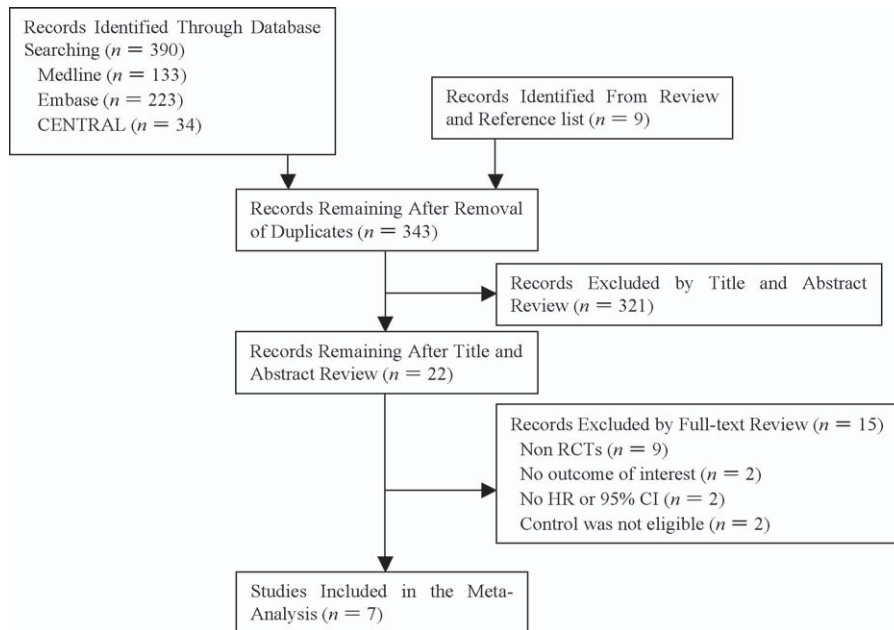 Records Identified Through Database
Searching (n = 390)
Medline (n = 133)
Embase (n = 223)
CENTRAL (n = 34)
Records Identified From Review
and Reference list (n = 9)
Records Remaining After Removal
of Duplicates (n = 343)
Records Excluded by Title and Abstract
Review (n = 321)
Records Remaining After Title and
Abstract Review (n = 22)
Records Excluded by Full-text Review (n = 15)
Non RCTs (n = 9)
No outcome of interest (n = 2)
No HR or 95% CI (n = 2)
Control was not eligible (n = 2)
Studies Included in the Meta-
Analysis (n = 7)